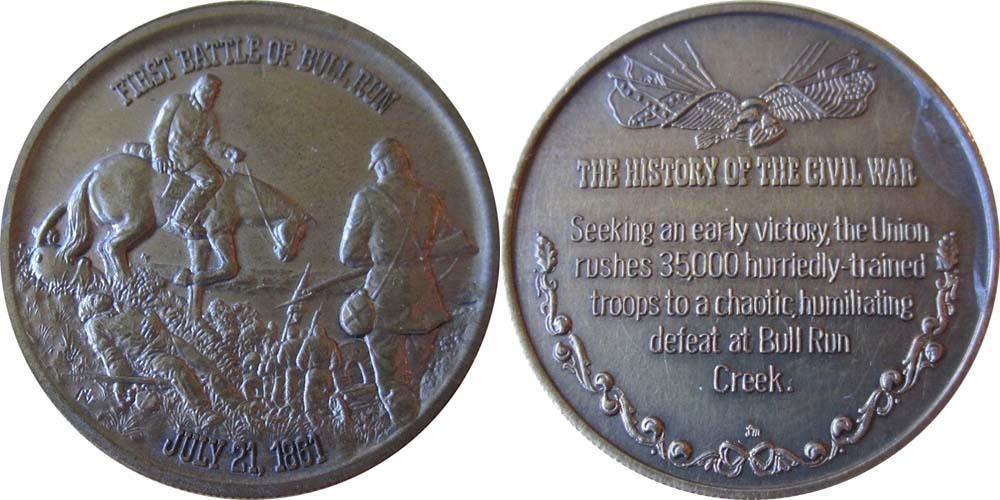 FIRST BATTLE OF BULL RUN
JULY 21, 1861
THE HISTORY OF THE CIVIL WAR
Seeking an early victory, the Union
rushes 35,000 hurriedly-trained
troops to a chaotic, humiliating
defeat at Bull Run
Creek.